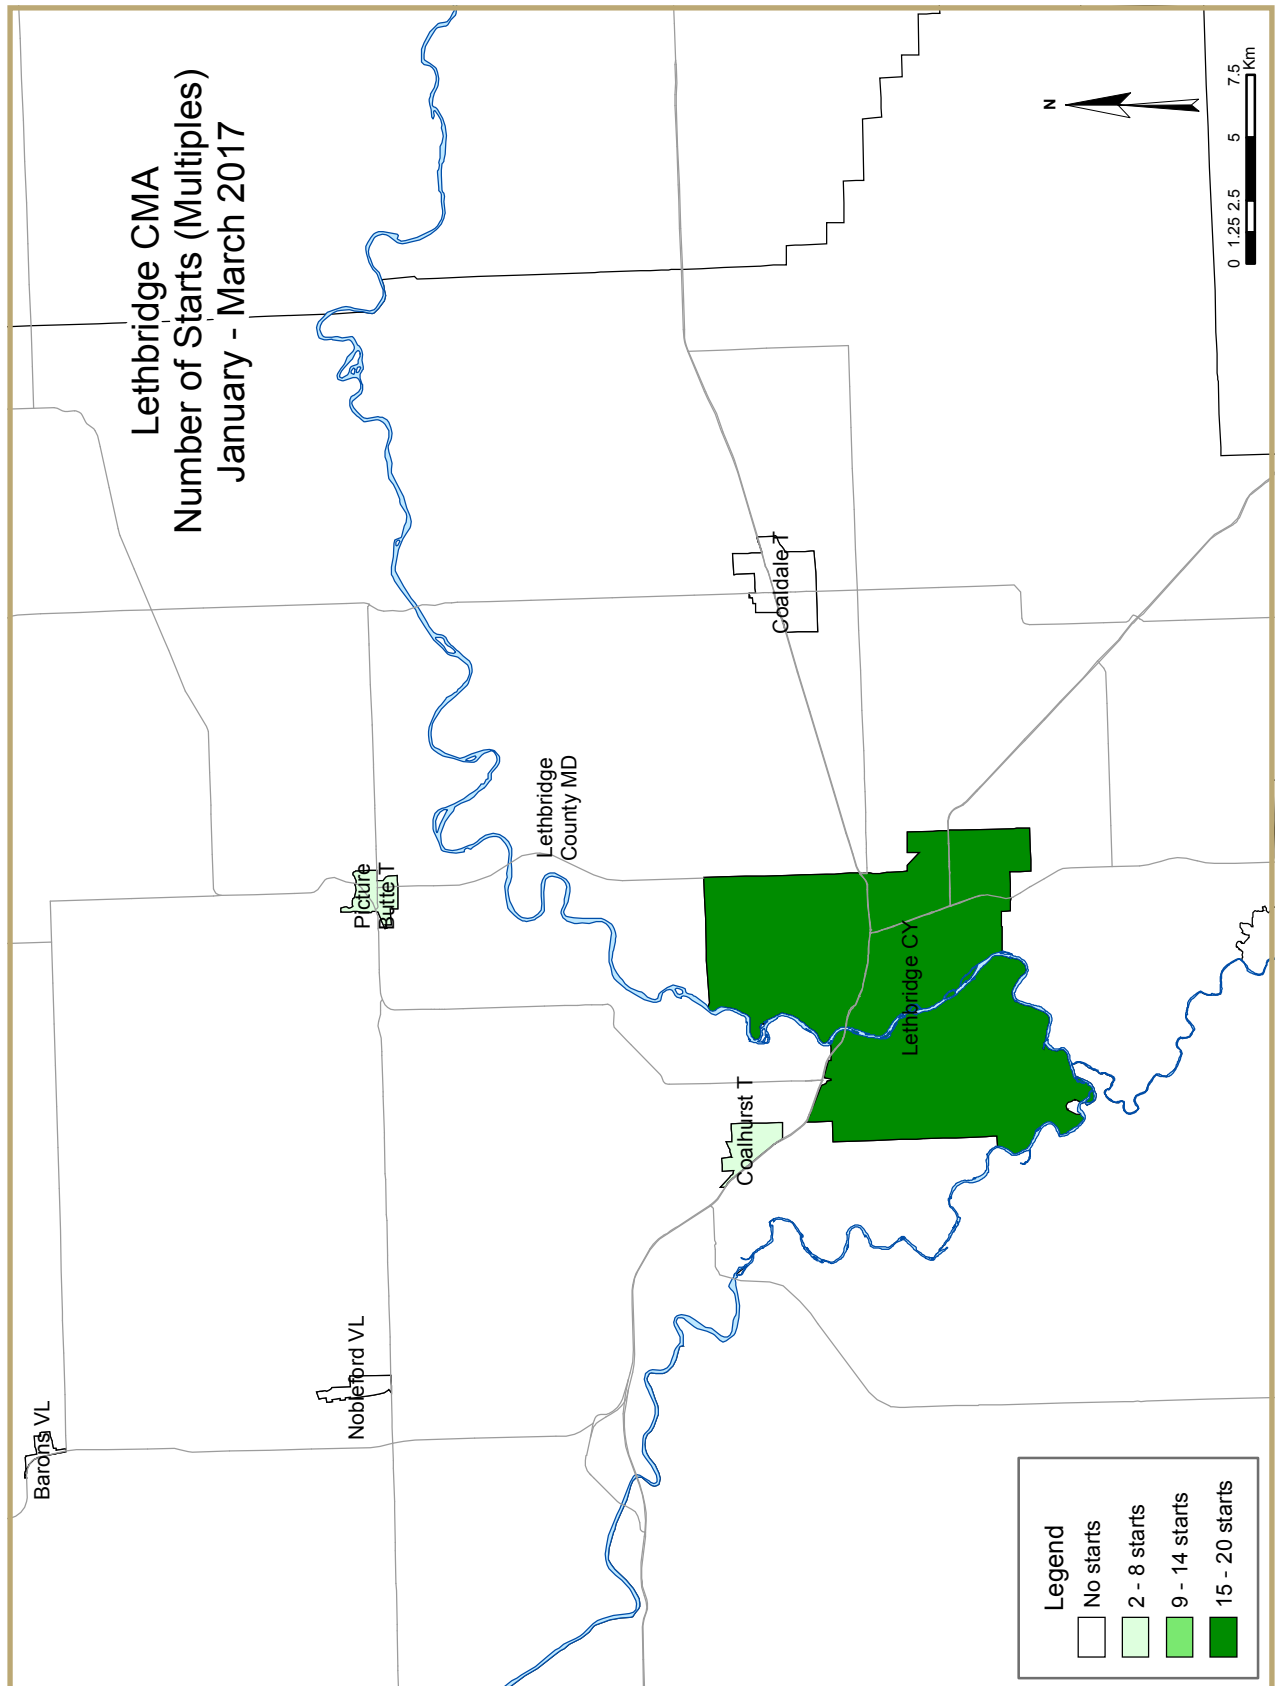 Lethbridge CMA
Number of Starts (Multiples)
January - March 2017
Barons VL
Nobleford VL
Picture
Butte T
Lethbridge
County MD
Coalhurst T
Coaldale T
Lethbridge CY
Legend
No starts
2 - 8 starts
9 - 14 starts
15 - 20 starts
N
0 1.25 2.5 5 7.5
Km